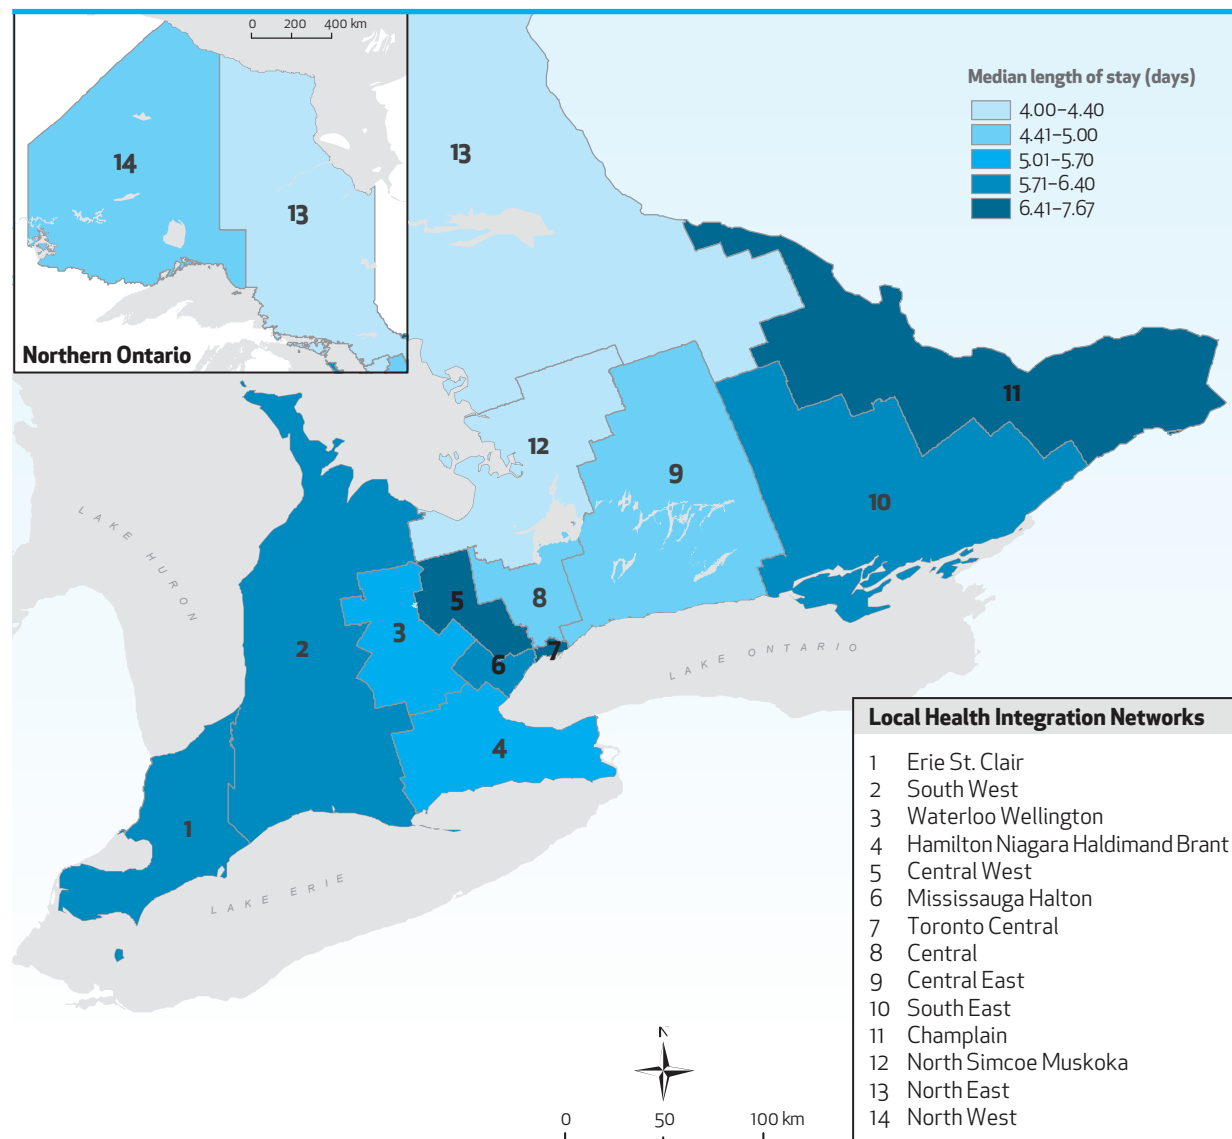 0 200 400 km
14
13
Northern Ontario
13
Median length of stay (days)
4.00–4.40
4.41–5.00
5.01–5.70
5.71–6.40
6.41–7.67
11
12
9
10
LAKE HURON
5
8
3
2
7
6
LAKE ONTARIO
4
1
LAKE ERIE
Local Health Integration Networks
1 Erie St. Clair
2 South West
3 Waterloo Wellington
4 Hamilton Niagara Haldimand Brant
5 Central West
6 Mississauga Halton
7 Toronto Central
8 Central
9 Central East
10 South East
11 Champlain
12 North Simcoe Muskoka
13 North East
14 North West
N
0 50 100 km